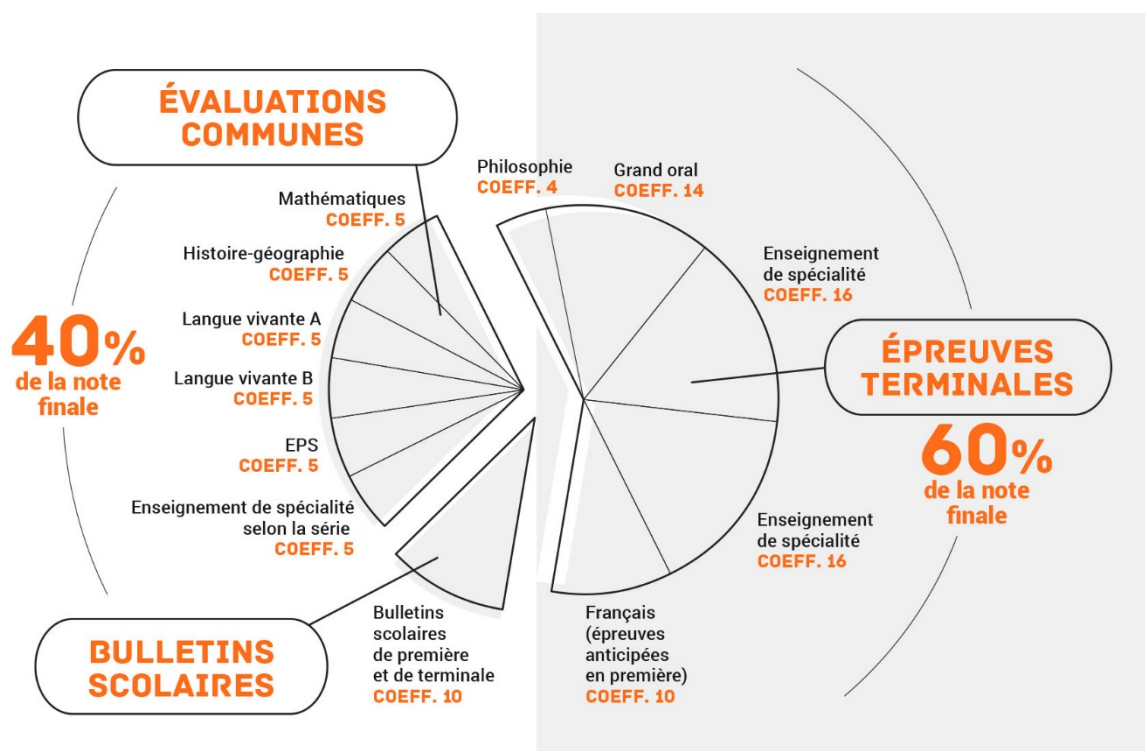 ÉVALUATIONS
COMMUNES
Mathématiques
COEFF. 5
Histoire-géographie
COEFF. 5
Langue vivante A
COEFF. 5
Langue vivante B
COEFF. 5
EPS
COEFF. 5
Enseignement de spécialité
selon la série
COEFF. 5
40%
de la note
finale
BULLETINS
SCOLAIRES
Bulletins
scolaires
de première
et de terminale
COEFF. 10
Philosophie
COEFF. 4
Grand oral
COEFF. 14
Enseignement
de spécialité
COEFF. 16
ÉPREUVES
TERMINALES
60%
de la note
finale
Enseignement
de spécialité
COEFF. 16
Français
(épreuves
anticipées
en première)
COEFF. 10